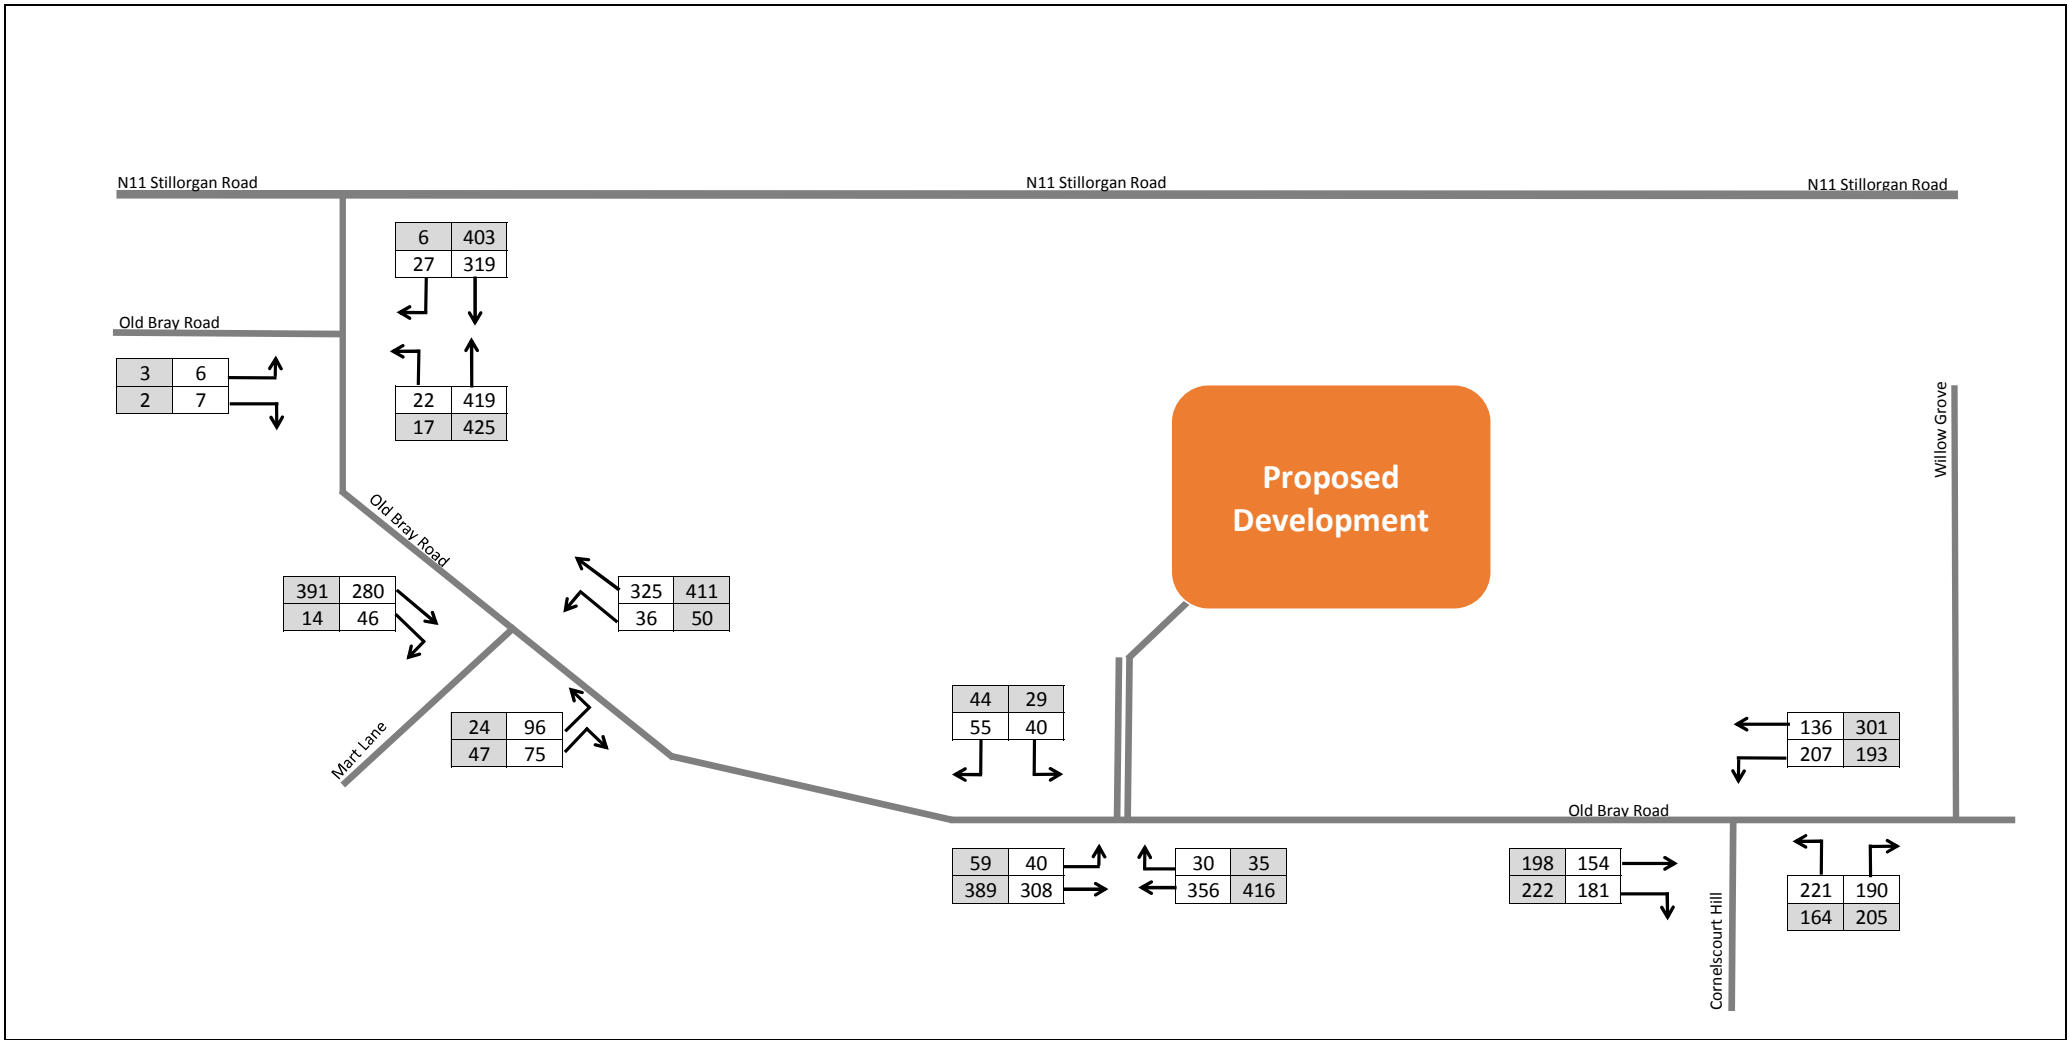 N11 Stillorgan Road N11 Stillorgan Road N11 Stillorgan Road
6 403
27 319
Old Bray Road
3 6
2 7
22 419
17 425
Willow Grove
Proposed
Development
Old Bray Road
391 280
14 46
325 411
36 50
24 96
47 75
Mart Lane
44 29
55 40
136 301
207 193
Old Bray Road
59 40
389 308
30 35
356 416
198 154
222 181
221 190
164 205
Cornelscourt Hill